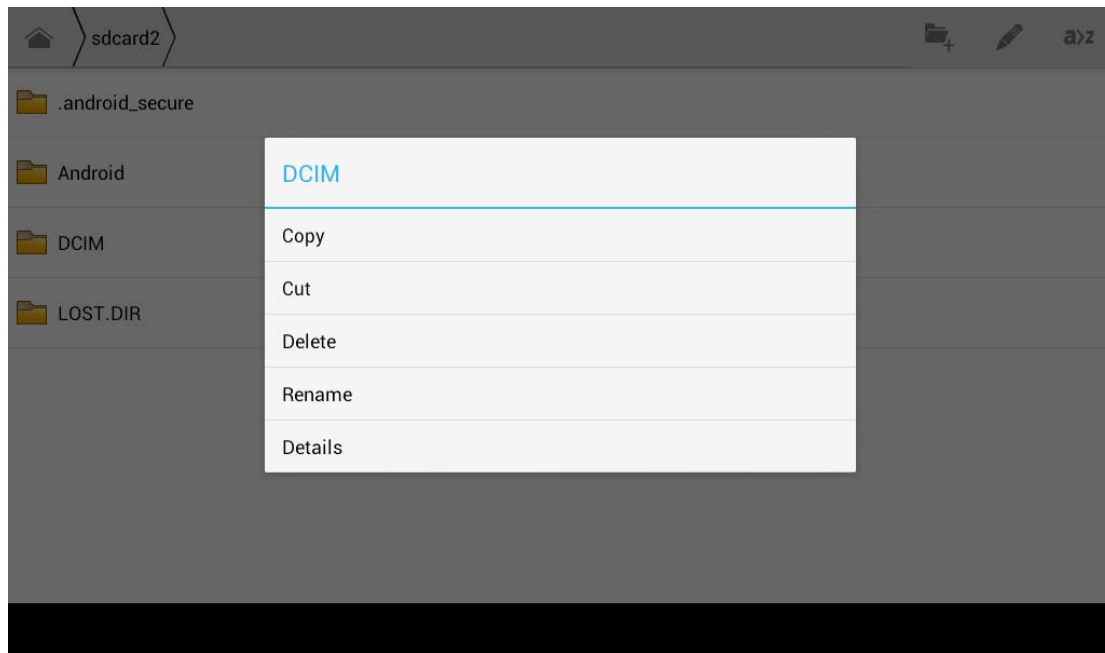 sdcard2
a>z
.android_secure
Android
DCIM
LOST.DIR
DCIM
Copy
Cut
Delete
Rename
Details